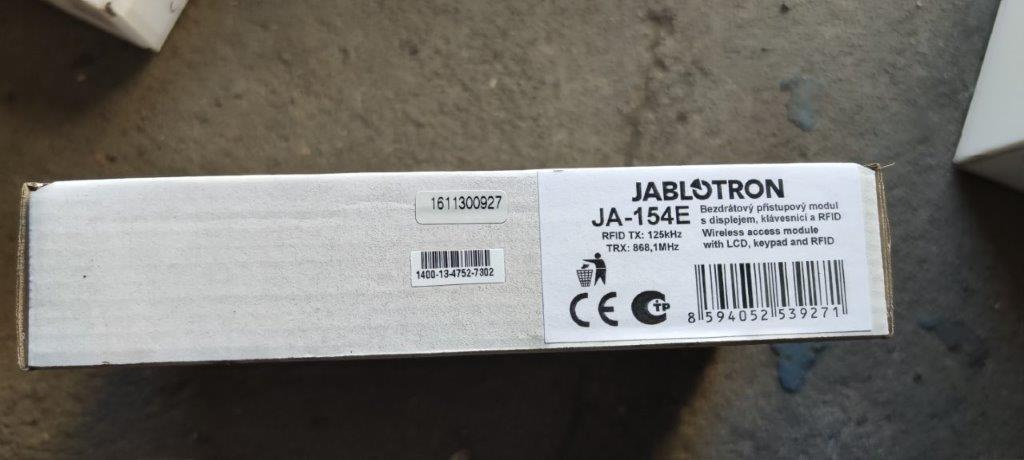 1611300927
1400-13-4752-7302
JABLOTRON
JA-154E
Bezdrátový přístupový modul
s displejem, klávesnicí a RFID
RFID TX: 125kHz
TRX: 868,1MHz
Wireless access module
with LCD, keypad and RFID
CE
C TP
8 594052 539271